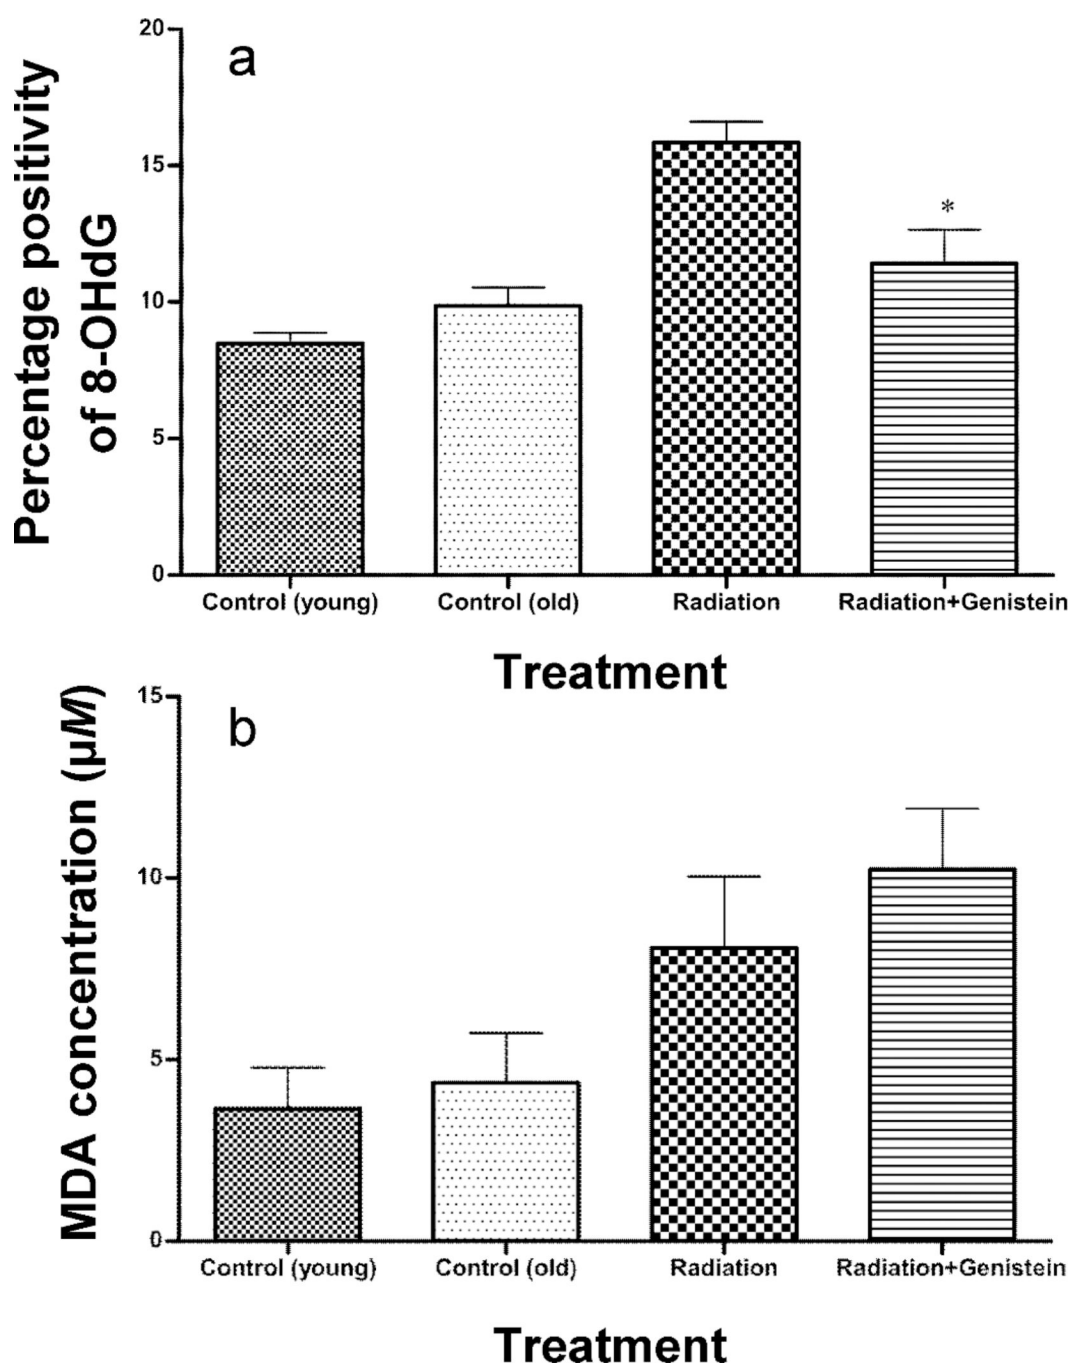 a
Percentage positivity
of 8-OHdG
20
15
10
5
0
*
Control (young) Control (old) Radiation Radiation+Genistein
Treatment
b
MDA concentration (µM)
15
10
5
0
Control (young) Control (old) Radiation Radiation+Genistein
Treatment